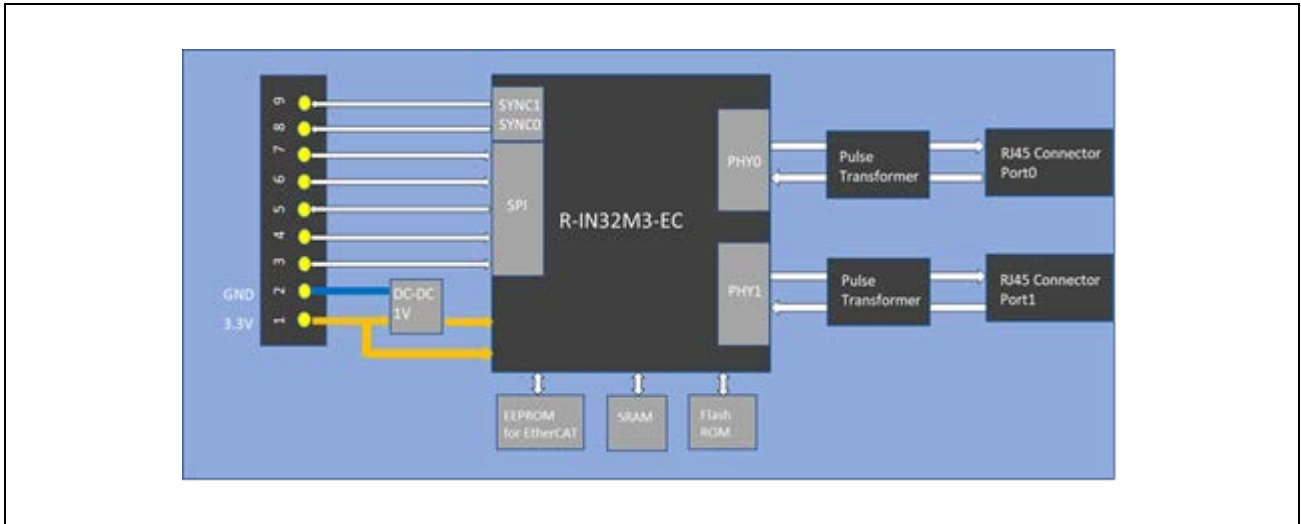 9
8
7
6
5
4
3
GND 2
3.3V 1
DC-DC
1V
SYNC1
SYNC0
SPI
R-IN32M3-EC
PHY0
PHY1
Pulse
Transformer
RJ45 Connector
Port0
Pulse
Transformer
RJ45 Connector
Port1
EEPROM
for EtherCAT
SRAM
Flash
ROM